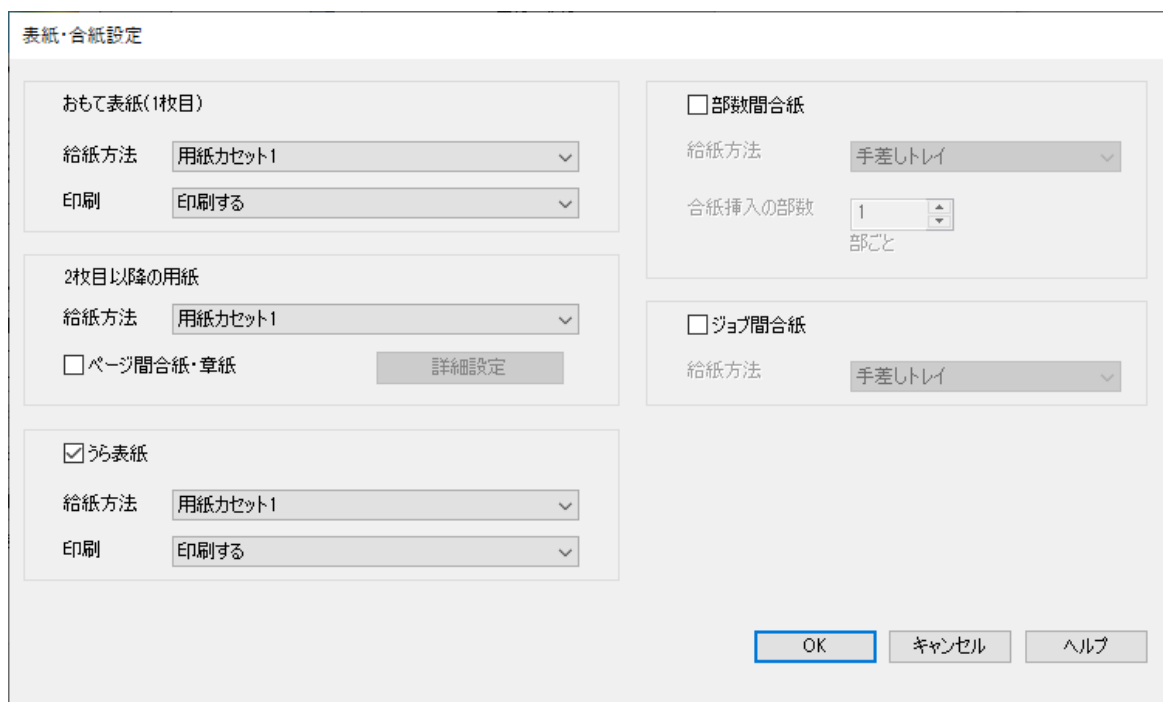 表紙・合紙設定
おもて表紙(1枚目)
給紙方法 用紙カセット1
印刷 印刷する
2枚目以降の用紙
給紙方法 用紙カセット1
ページ間合紙・章紙 詳細設定
うら表紙
給紙方法 用紙カセット1
印刷 印刷する
部数間合紙
給紙方法 手差しトレイ
合紙挿入の部数 1
部ごと
ジョブ間合紙
給紙方法 手差しトレイ
OK キャンセル ヘルプ